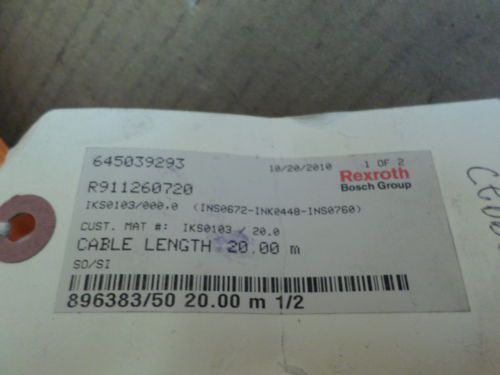 645039293 10/20/2010 1 OF 2
Rexroth
Bosch Group
R911260720
IKS0103/000.0 (INS0672-INK0448-INS0760)
CUST. MAT #: IKS0103 / 20.0
CABLE LENGTH 20.00 m
SO/SI
896383/50 20.00 m 1/2